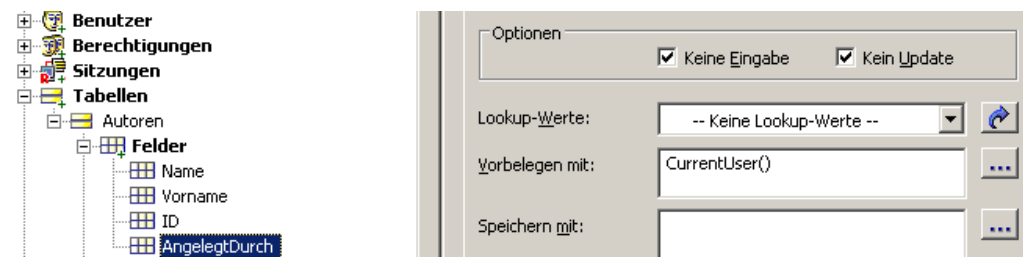 Benutzer
Berechtigungen
Sitzungen
Tabellen
Autoren
Felder
Name
Vorname
ID
AngelegtDurch
Optionen
Keine Eingabe
Kein Update
Lookup-Werte:
-- Keine Lookup-Werte --
Vorbelegen mit:
CurrentUser()
...
Speichern mit:
...